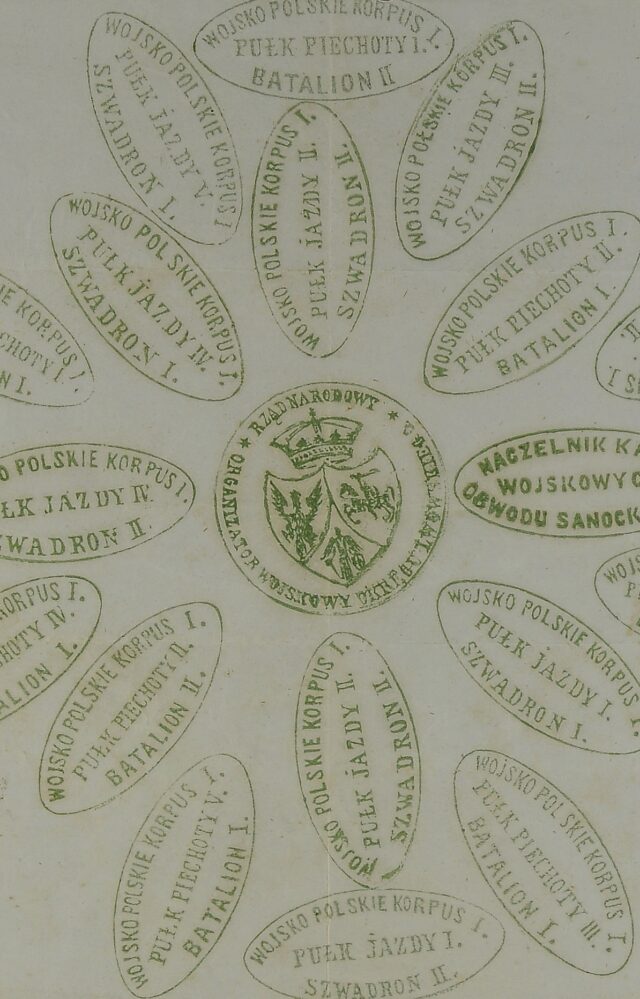 WOJSKO POLSKIE KORPUS I.
PUŁK PIECHOTY I.
BATALION II
WOJSKO POLSKIE KORPUS I
PUŁK JAZDY V.
SZWADRON I.
WOJSKO POLSKIE KORPUS I.
PUŁK JAZDY II.
SZWADRON II.
WOJSKO POLSKIE KORPUS I.
PUŁK JAZDY III.
SZWADRON II.
WOJSKO POLSKIE KORPUS I.
PUŁK JAZDY IV.
SZWADRON I.
WOJSKO POLSKIE KORPUS I.
PUŁK PIECHOTY II.
BATALION I.
KORPUS I.
I.
* RZĄD NARODOWY *
ORGANIZATOR WOJSKOWY OKRĘGU
POLSKIE KORPUS I.
JAZDY IV.
II.
NACZELNIK
OBWODU
KORPUS I.
IV.
I.
WOJSKO POLSKIE KORPUS I.
PUŁK PIECHOTY II.
BATALION II.
WOJSKO POLSKIE KORPUS I.
PUŁK JAZDY II.
SZWADRON II.
WOJSKO POLSKIE KORPUS
PUŁK JAZDY I.
SZWADRON I.
WOJSKO POLSKIE KORPUS I.
PUŁK PIECHOTY V.
BATALION I.
WOJSKO POLSKIE KORPUS I.
PUŁK PIECHOTY III.
BATALION I.
WOJSKO POLSKIE KORPUS I.
PUŁK JAZDY I.
SZWADRON II.